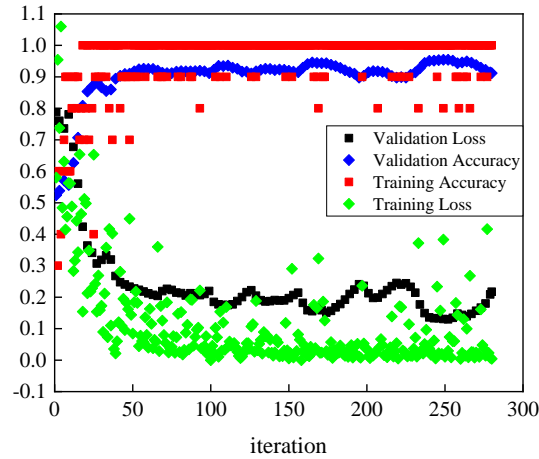 1.1
1.0
0.9
0.8
0.7
0.6
0.5
0.4
0.3
0.2
0.1
0.0
-0.1
Validation Loss
Validation Accuracy
Training Accuracy
Training Loss
0 50 100 150 200 250 300
iteration